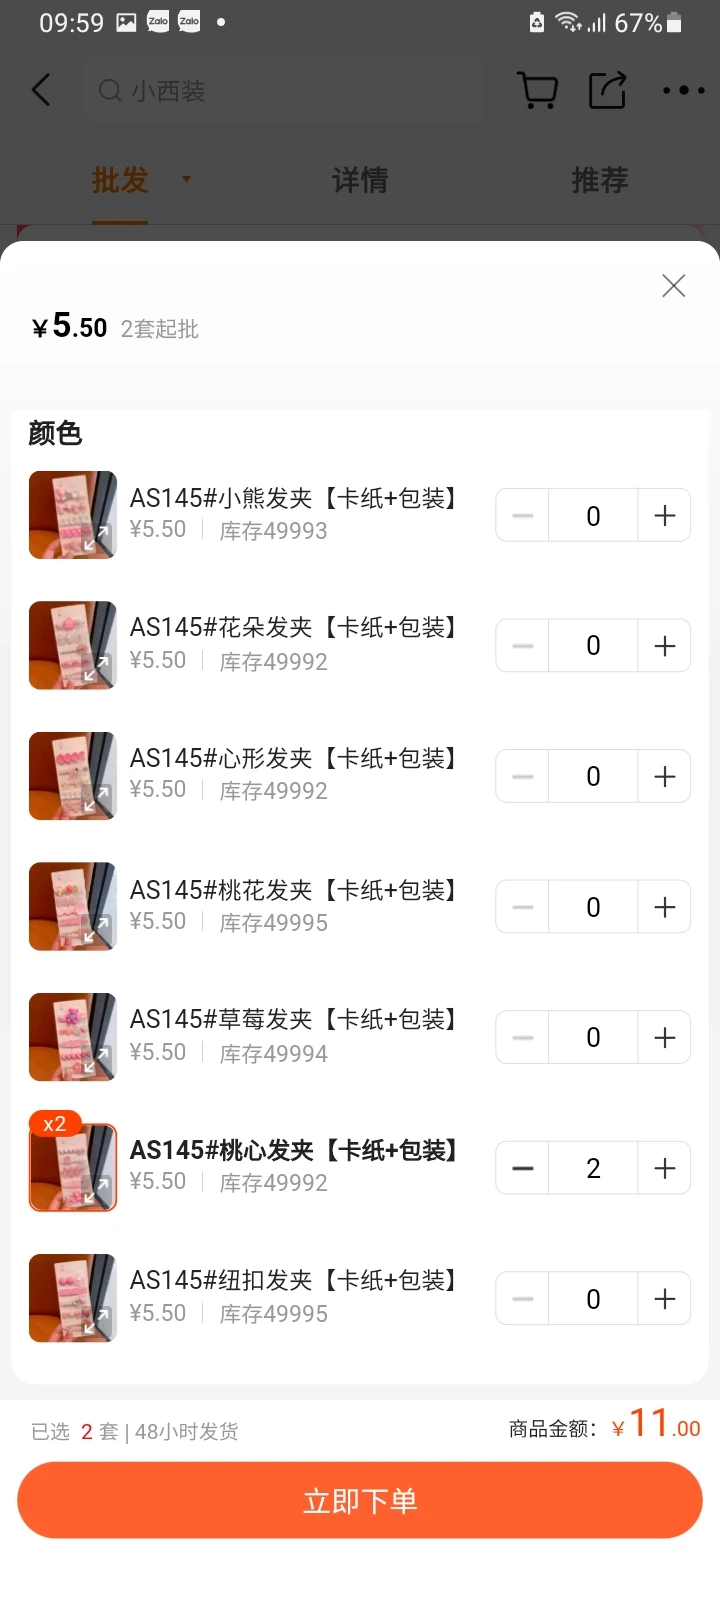 09:59 Zalo Zalo 67%
小西装
批发 详情 推荐
¥5.50 2套起批
颜色
AS145#小熊发夹【卡纸+包装】
¥5.50 库存49993
0
AS145#花朵发夹【卡纸+包装】
¥5.50 库存49992
0
AS145#心形发夹【卡纸+包装】
¥5.50 库存49992
0
AS145#桃花发夹【卡纸+包装】
¥5.50 库存49995
0
AS145#草莓发夹【卡纸+包装】
¥5.50 库存49994
0
x2
AS145#桃心发夹【卡纸+包装】
¥5.50 库存49992
2
AS145#纽扣发夹【卡纸+包装】
¥5.50 库存49995
0
已选 2 套 | 48小时发货
商品金额：¥11.00
立即下单